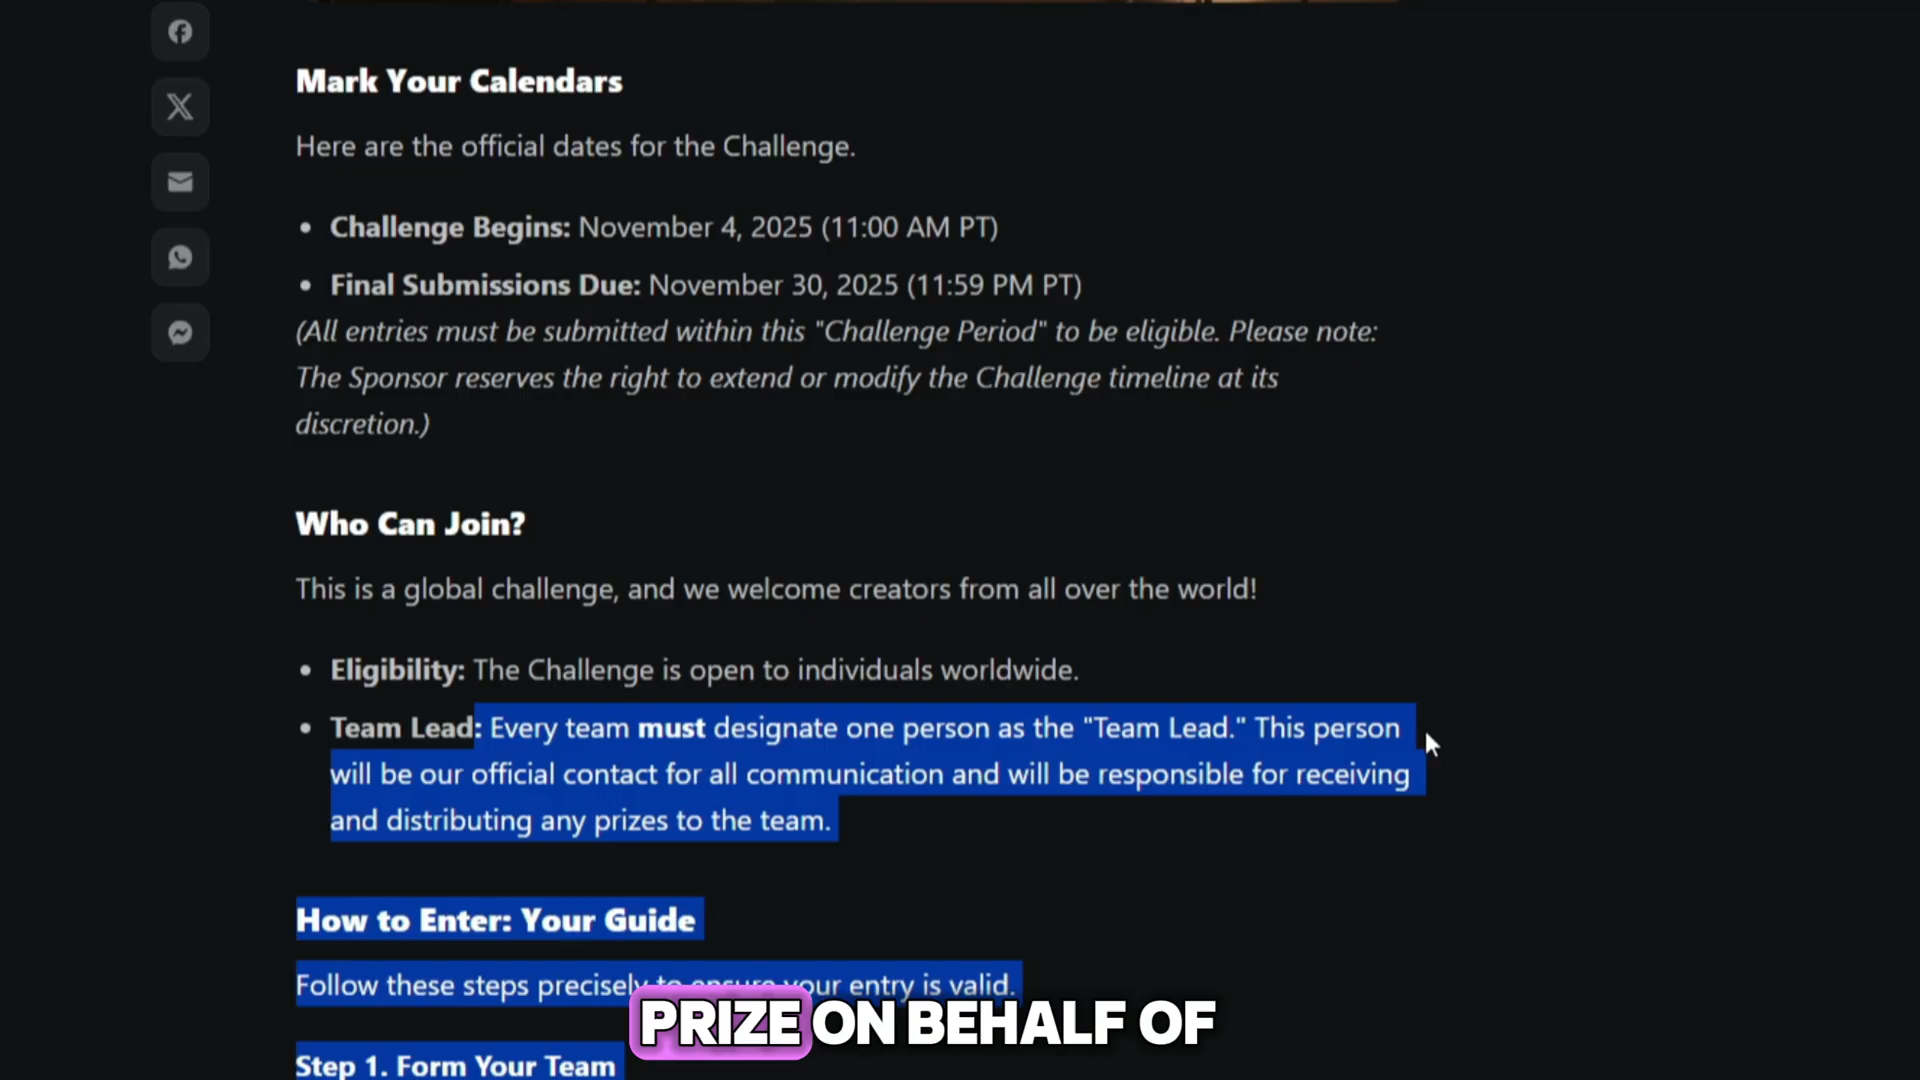 Mark Your Calendars
Here are the official dates for the Challenge.
• Challenge Begins: November 4, 2025 (11:00 AM PT)
• Final Submissions Due: November 30, 2025 (11:59 PM PT)
(All entries must be submitted within this "Challenge Period" to be eligible. Please note:
The Sponsor reserves the right to extend or modify the Challenge timeline at its
discretion.)
Who Can Join?
This is a global challenge, and we welcome creators from all over the world!
• Eligibility: The Challenge is open to individuals worldwide.
• Team Lead: Every team must designate one person as the "Team Lead." This person
will be our official contact for all communication and will be responsible for receiving
and distributing any prizes to the team.
How to Enter: Your Guide
Follow these steps precisely to ensure your entry is valid.
PRIZE ON BEHALF OF
Step 1. Form Your Team